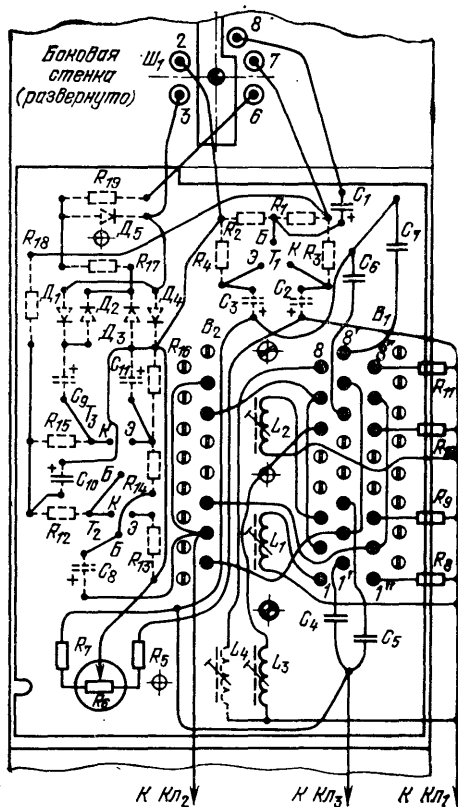 Боковая
стенка
(развернуто)
Ш1
2
8
7
3
6
R19
Д5
R18
R17
R2
R1
C1
Б
R4
Э
T1
К
R3
C6
C7
Д1
Д2
Д3
Д4
C3
C2
B1
R16
B2
8
8'
8"
C9
C11
R11
R15
T3
К
Э
L2
R10
C10
Б
R14
К
R9
R12
T2
Б
Э
L1
R13
R8
C8
1
1'
1"
C4
C5
R7
R5
R6
L4
L3
К Кл2
К Кл3
К Кл1